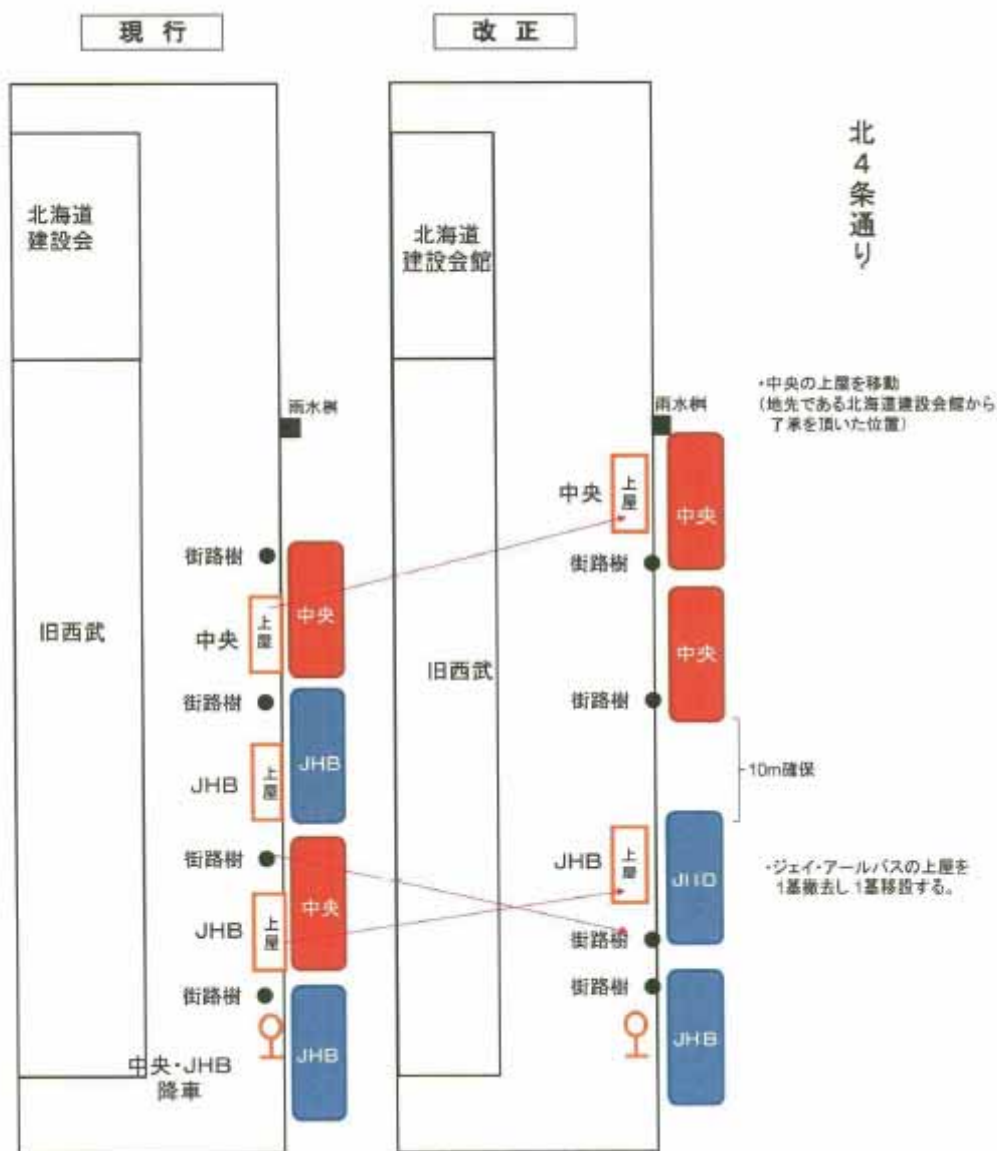 現 行
北海道
建設会
雨水桝
街路樹
中央
上屋
中央
旧西武
街路樹
JHB
上屋
JHB
街路樹
中央
JHB
上屋
街路樹
JHB
中央・JHB
降車
改 正
北4条通り
北海道
建設会館
・中央の上屋を移動
(地先である北海道建設会館から
了承を頂いた位置)
雨水桝
中央
上屋
中央
街路樹
中央
旧西武
街路樹
10m確保
JHB
上屋
・ジェイ・アールバスの上屋を
1基撤去し1基移設する。
街路樹
街路樹
JHB